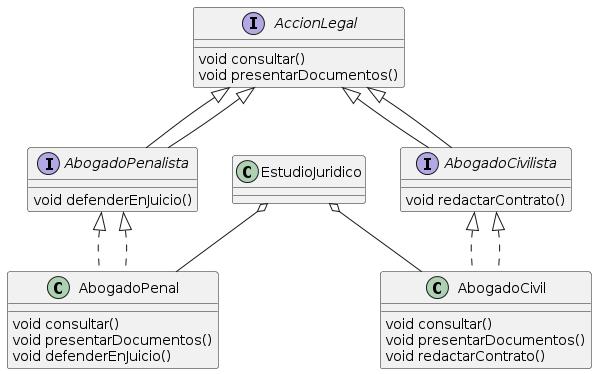 I AccionLegal
void consultar()
void presentarDocumentos()
I AbogadoPenalista
void defenderEnJuicio()
C EstudioJuridico
I AbogadoCivilista
void redactarContrato()
C AbogadoPenal
void consultar()
void presentarDocumentos()
void defenderEnJuicio()
C AbogadoCivil
void consultar()
void presentarDocumentos()
void redactarContrato()